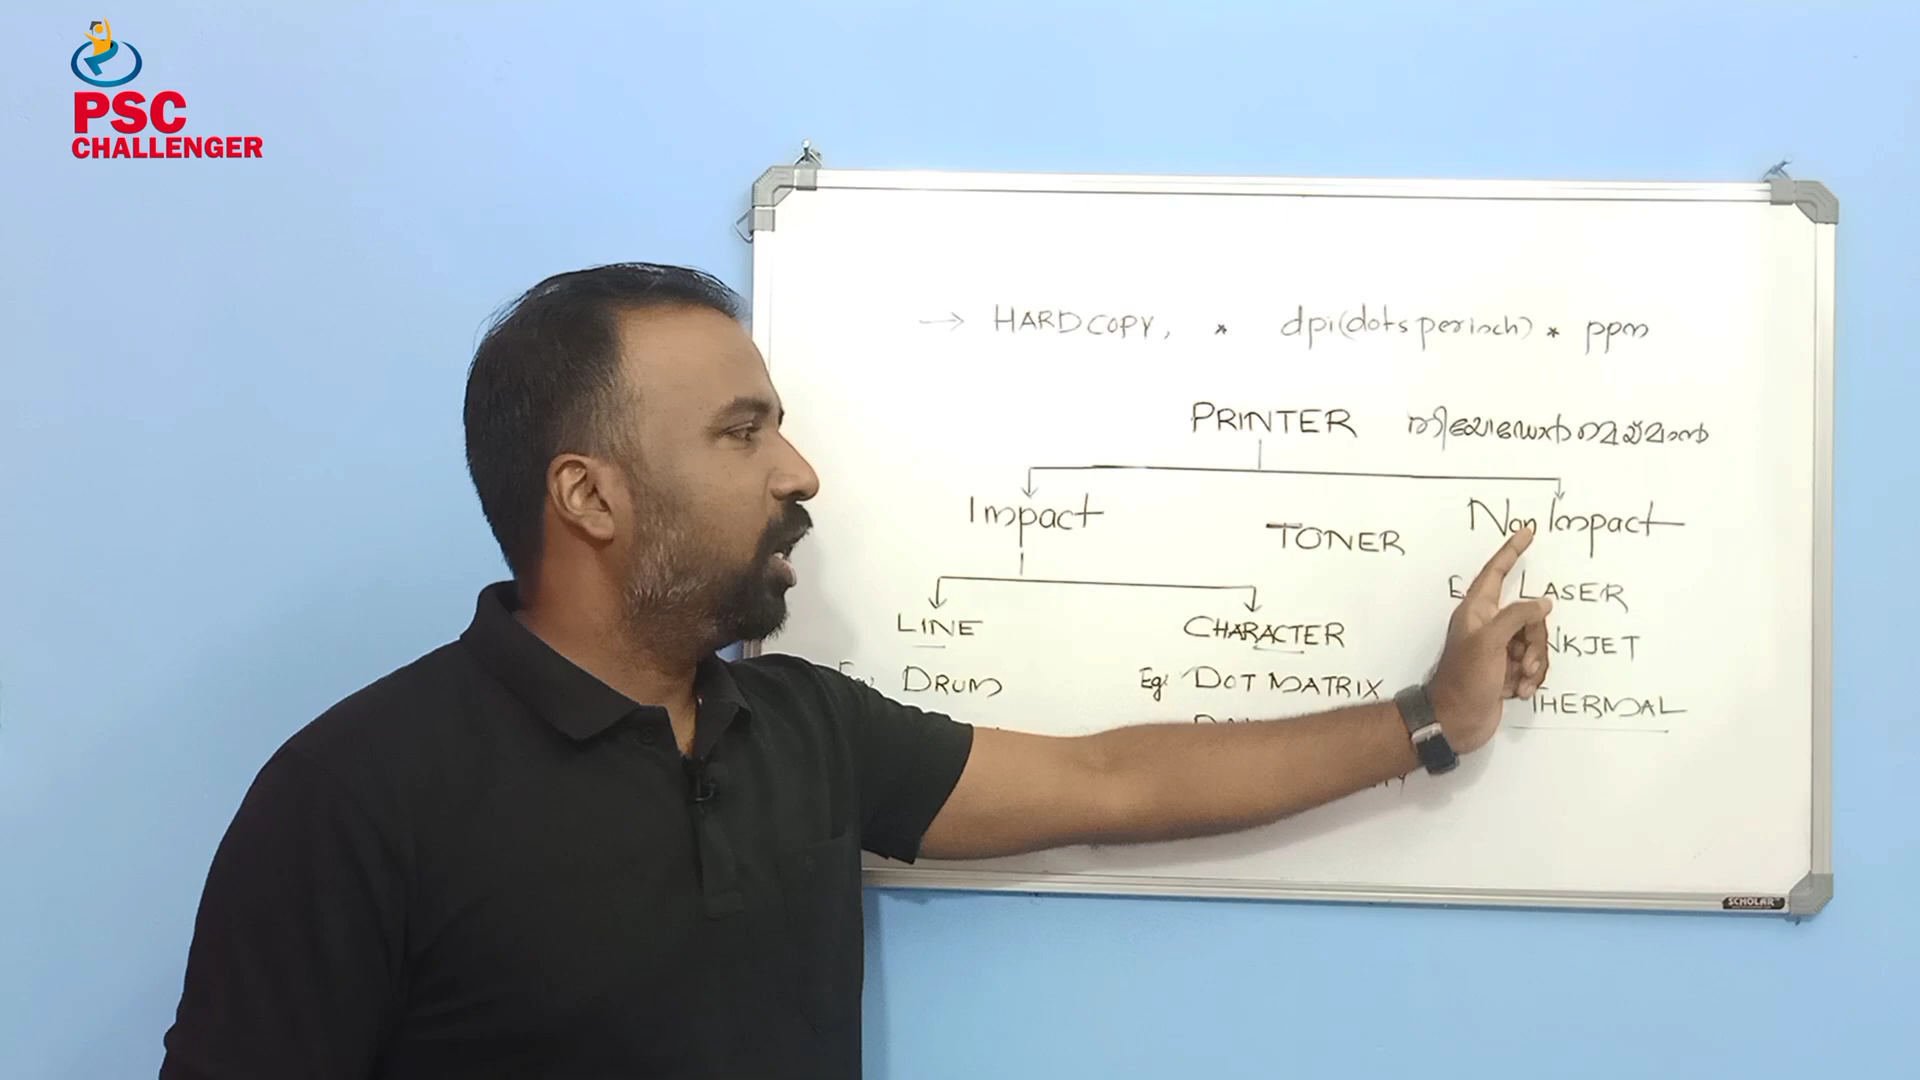 PSC
CHALLENGER
→ HARDCOPY, * dpi(dots per inch) * ppm
PRINTER തിയോഡോർ മെയ്മാൻ
Impact
TONER
Non Impact
LASER
LINE
CHARACTER
NKJET
DRUM
Eg: DOT MATRIX
THERMAL
SCHOLAR